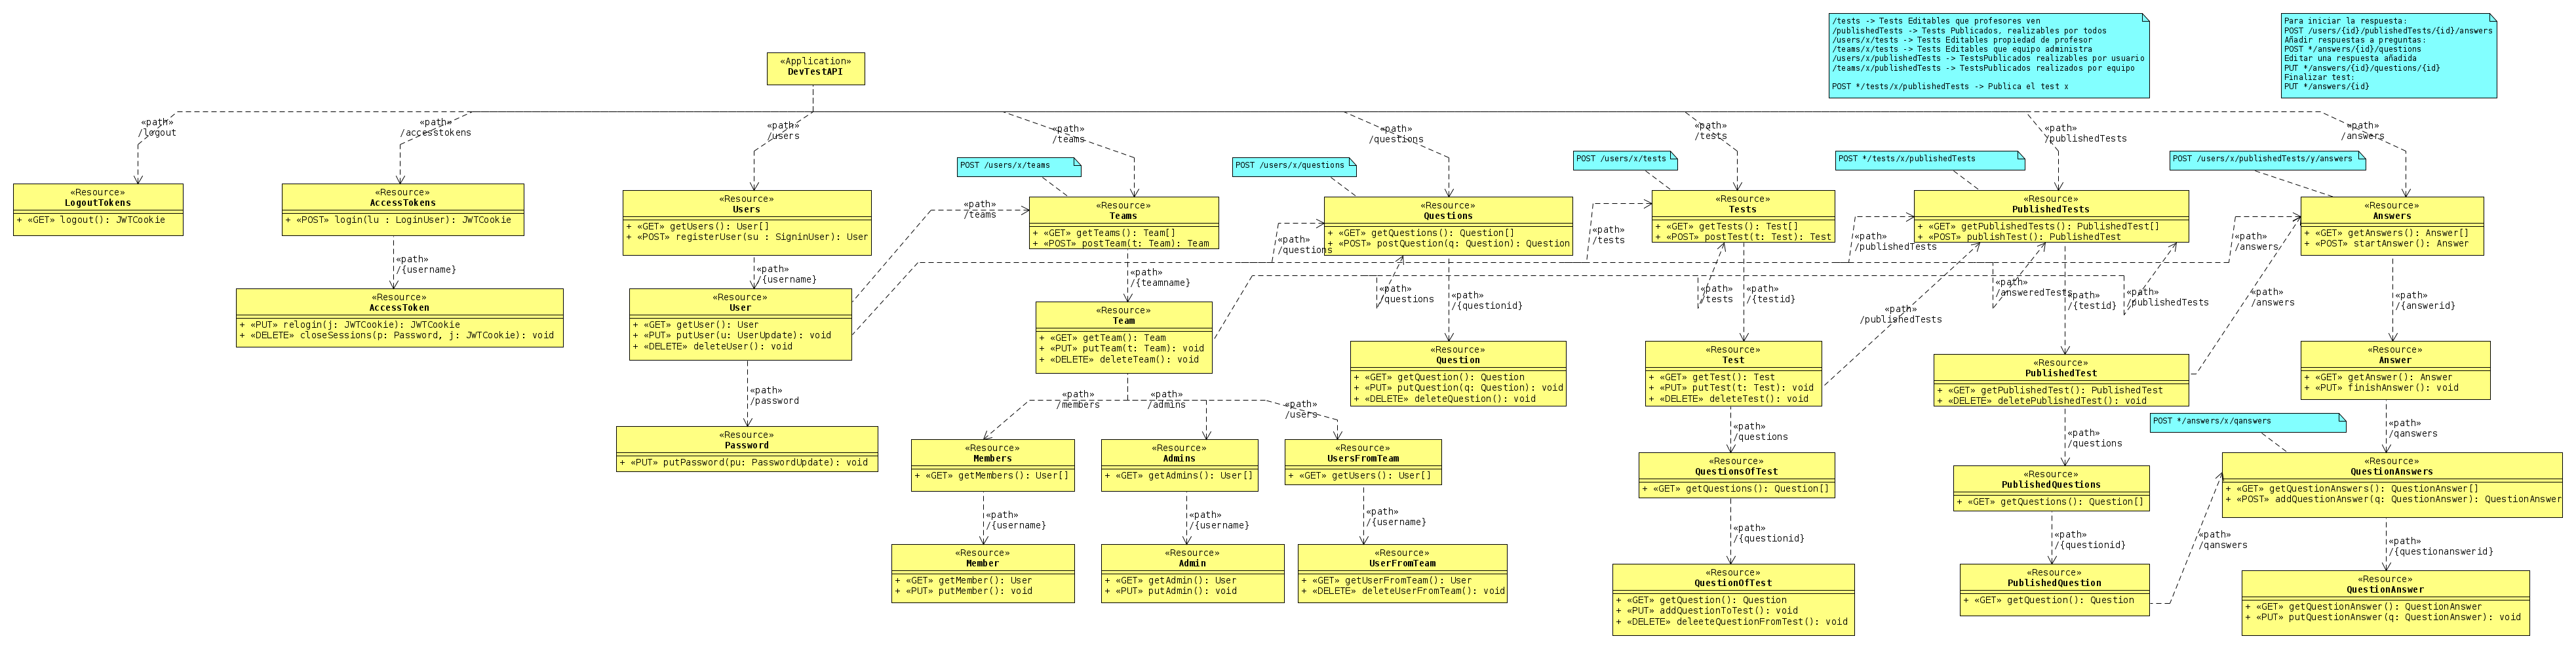 /tests -> Tests Editables que profesores ven
/publishedTests -> Tests Publicados, realizables por todos
/users/x/tests -> Tests Editables propiedad de profesor
/teams/x/tests -> Tests Editables que equipo administra
/users/x/publishedTests -> TestsPublicados realizables por usuario
/teams/x/publishedTests -> TestsPublicados realizados por equipo
POST */tests/x/publishedTests -> Publica el test x
Para iniciar la respuesta:
POST /users/{id}/publishedTests/{id}/answers
Añadir respuestas a preguntas:
POST */answers/{id}/questions
Editar una respuesta añadida
PUT */answers/{id}/questions/{id}
Finalizar test:
PUT */answers/{id}
«Application»
DevTestAPI
«path»
/logout
«path»
/accesstokens
«path»
/users
«path»
/teams
«path»
/questions
«path»
/tests
«path»
/publishedTests
«path»
/answers
POST /users/x/teams
POST /users/x/questions
POST /users/x/tests
POST */tests/x/publishedTests
POST /users/x/publishedTests/y/answers
«Resource»
LogoutTokens
+ «GET» logout(): JWTCookie
«Resource»
AccessTokens
+ «POST» login(lu : LoginUser): JWTCookie
«Resource»
Users
+ «GET» getUsers(): User[]
+ «POST» registerUser(su : SigninUser): User
«path»
/teams
«Resource»
Teams
+ «GET» getTeams(): Team[]
+ «POST» postTeam(t: Team): Team
«path»
/questions
«Resource»
Questions
+ «GET» getQuestions(): Question[]
+ «POST» postQuestion(q: Question): Question
«path»
/tests
«Resource»
Tests
+ «GET» getTests(): Test[]
+ «POST» postTest(t: Test): Test
«path»
/publishedTests
«Resource»
PublishedTests
+ «GET» getPublishedTests(): PublishedTest[]
+ «POST» publishTest(): PublishedTest
«path»
/answers
«Resource»
Answers
+ «GET» getAnswers(): Answer[]
+ «POST» startAnswer(): Answer
«path»
/{username}
«path»
/{username}
«path»
/{teamname}
«path»
/questions
«path»
/{questionid}
«path»
/tests
«path»
/{testid}
«path»
/publishedTests
«path»
/answeredTests
«path»
/{testid}
«path»
/publishedTests
«path»
/answers
«path»
/{answerid}
«Resource»
AccessToken
+ «PUT» relogin(j: JWTCookie): JWTCookie
+ «DELETE» closeSessions(p: Password, j: JWTCookie): void
«Resource»
User
+ «GET» getUser(): User
+ «PUT» putUser(u: UserUpdate): void
+ «DELETE» deleteUser(): void
«Resource»
Team
+ «GET» getTeam(): Team
+ «PUT» putTeam(t: Team): void
+ «DELETE» deleteTeam(): void
«Resource»
Question
+ «GET» getQuestion(): Question
+ «PUT» putQuestion(q: Question): void
+ «DELETE» deleteQuestion(): void
«Resource»
Test
+ «GET» getTest(): Test
+ «PUT» putTest(t: Test): void
+ «DELETE» deleteTest(): void
«Resource»
PublishedTest
+ «GET» getPublishedTest(): PublishedTest
+ «DELETE» deletePublishedTest(): void
«Resource»
Answer
+ «GET» getAnswer(): Answer
+ «PUT» finishAnswer(): void
«path»
/password
«path»
/members
«path»
/admins
«path»
/users
«path»
/questions
«path»
/questions
POST */answers/x/qanswers
«path»
/qanswers
«Resource»
Password
+ «PUT» putPassword(pu: PasswordUpdate): void
«Resource»
Members
+ «GET» getMembers(): User[]
«Resource»
Admins
+ «GET» getAdmins(): User[]
«Resource»
UsersFromTeam
+ «GET» getUsers(): User[]
«Resource»
QuestionsOfTest
+ «GET» getQuestions(): Question[]
«Resource»
PublishedQuestions
+ «GET» getQuestions(): Question[]
«Resource»
QuestionAnswers
+ «GET» getQuestionAnswers(): QuestionAnswer[]
+ «POST» addQuestionAnswer(q: QuestionAnswer): QuestionAnswer
«path»
/{username}
«path»
/{username}
«path»
/{username}
«path»
/{questionid}
«path»
/{questionid}
«path»
/qanswers
«path»
/{questionanswerid}
«Resource»
Member
+ «GET» getMember(): User
+ «PUT» putMember(): void
«Resource»
Admin
+ «GET» getAdmin(): User
+ «PUT» putAdmin(): void
«Resource»
UserFromTeam
+ «GET» getUserFromTeam(): User
+ «DELETE» deleteUserFromTeam(): void
«Resource»
QuestionOfTest
+ «GET» getQuestion(): Question
+ «PUT» addQuestionToTest(): void
+ «DELETE» deleeteQuestionFromTest(): void
«Resource»
PublishedQuestion
+ «GET» getQuestion(): Question
«Resource»
QuestionAnswer
+ «GET» getQuestionAnswer(): QuestionAnswer
+ «PUT» putQuestionAnswer(q: QuestionAnswer): void